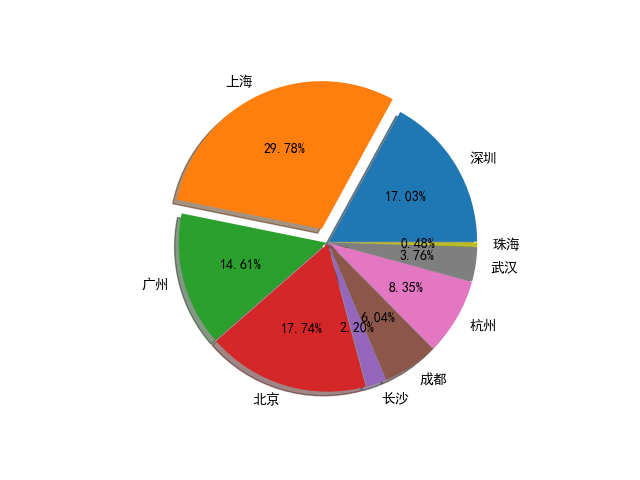 上海
29.78%
深圳
17.03%
珠海
0.48%
武汉
3.76%
广州
14.61%
杭州
8.35%
北京
17.74%
长沙
2.20%
成都
6.04%